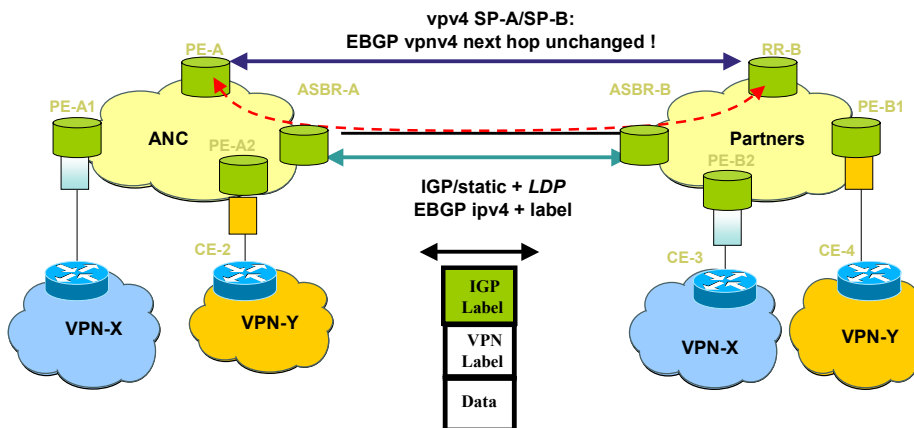 vpv4 SP-A/SP-B:
EBGP vpnv4 next hop unchanged !
PE-A
RR-B
ASBR-A
ASBR-B
PE-A1
PE-B1
ANC
Partners
PE-A2
PE-B2
IGP/static + LDP
EBGP ipv4 + label
CE-2
CE-3
CE-4
IGP
Label
VPN-X
VPN-Y
VPN
Label
VPN-X
VPN-Y
Data